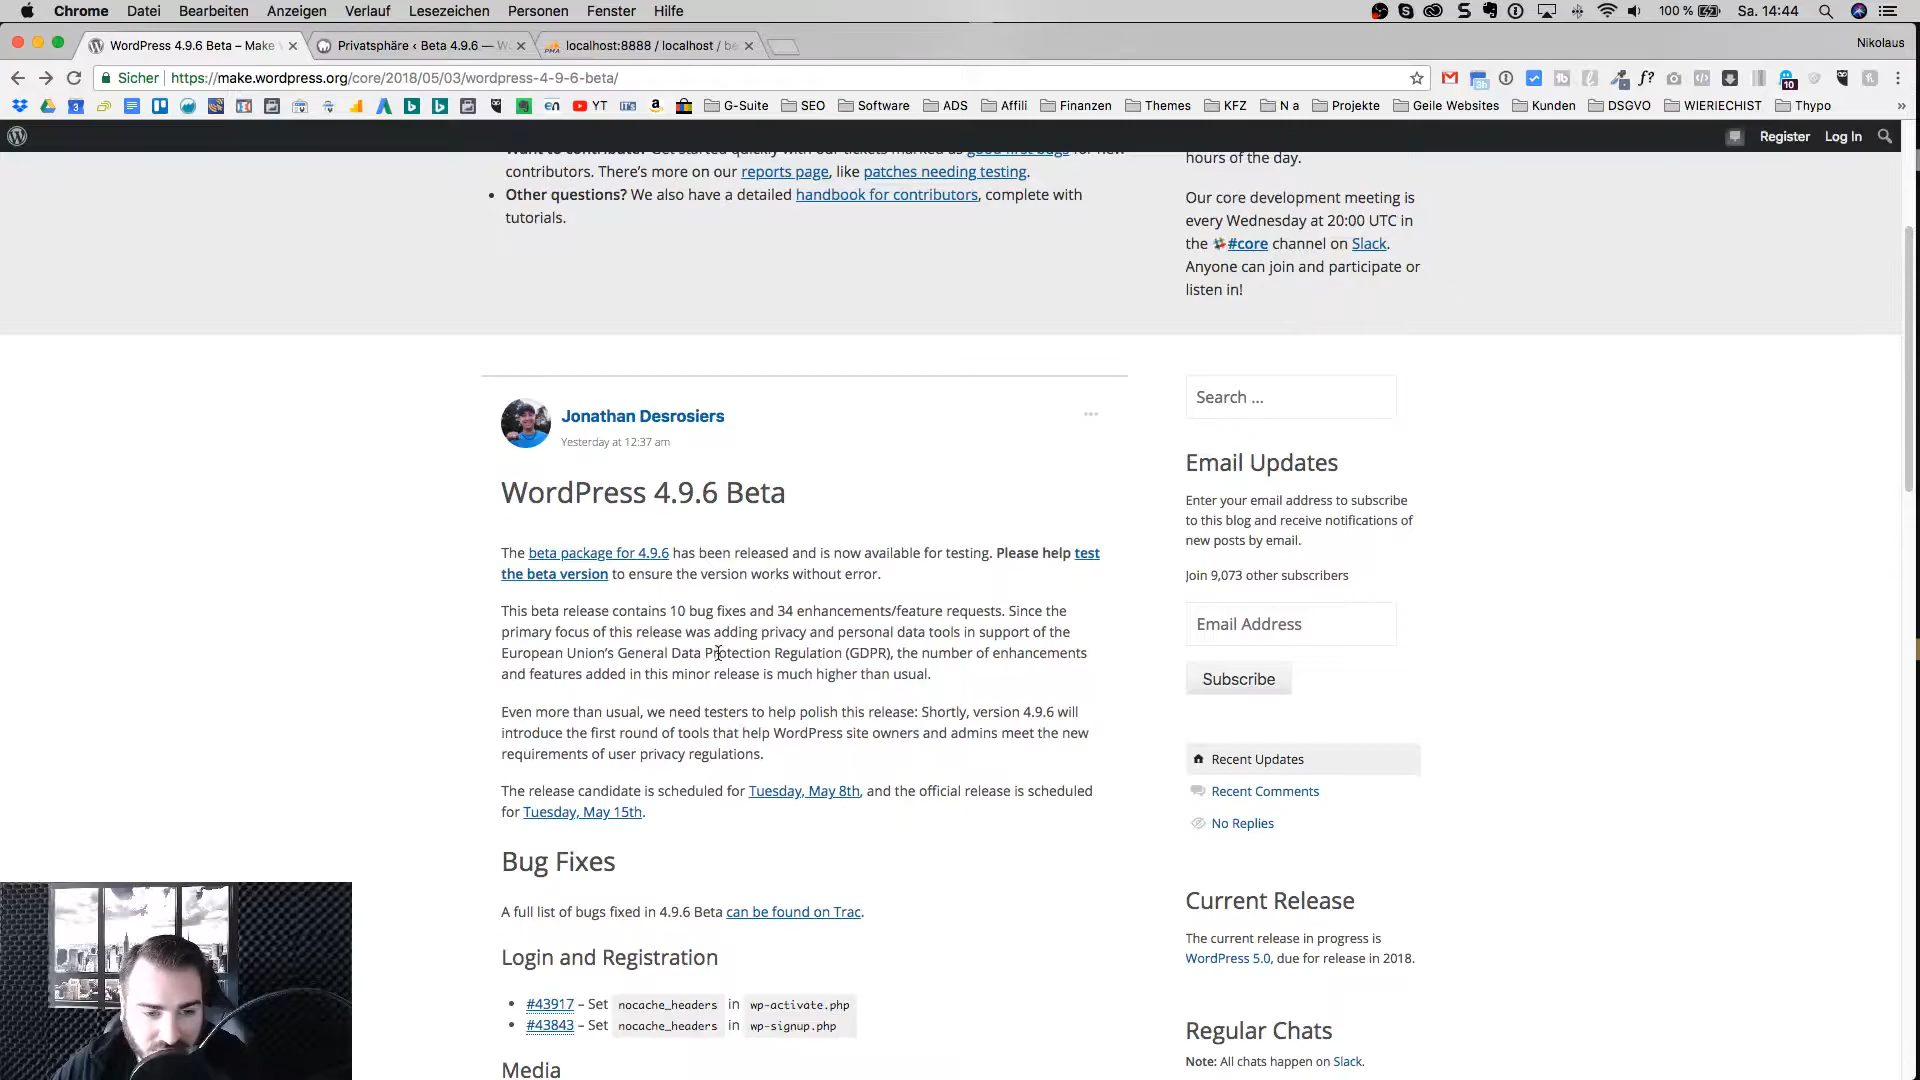 Chrome Datei Bearbeiten Anzeigen Verlauf Lesezeichen Personen Fenster Hilfe 100 % Sa. 14:44
WordPress 4.9.6 Beta – Make Privatsphäre ‹ Beta 4.9.6 — W localhost:8888 / localhost / be Nikolaus
Sicher https://make.wordpress.org/core/2018/05/03/wordpress-4-9-6-beta/
YT G-Suite SEO Software ADS Affili Finanzen Themes KFZ N a Projekte Geile Websites Kunden DSGVO WIERIECHIST Thypo
Register Log In
Want to contribute? Get started quickly with our tickets marked as good first bugs for new
contributors. There's more on our reports page, like patches needing testing.
Other questions? We also have a detailed handbook for contributors, complete with
tutorials.
hours of the day.
Our core development meeting is
every Wednesday at 20:00 UTC in
the #core channel on Slack.
Anyone can join and participate or
listen in!
Jonathan Desrosiers
Yesterday at 12:37 am
WordPress 4.9.6 Beta
The beta package for 4.9.6 has been released and is now available for testing. Please help test
the beta version to ensure the version works without error.
This beta release contains 10 bug fixes and 34 enhancements/feature requests. Since the
primary focus of this release was adding privacy and personal data tools in support of the
European Union's General Data Protection Regulation (GDPR), the number of enhancements
and features added in this minor release is much higher than usual.
Even more than usual, we need testers to help polish this release: Shortly, version 4.9.6 will
introduce the first round of tools that help WordPress site owners and admins meet the new
requirements of user privacy regulations.
The release candidate is scheduled for Tuesday, May 8th, and the official release is scheduled
for Tuesday, May 15th.
Bug Fixes
A full list of bugs fixed in 4.9.6 Beta can be found on Trac.
Login and Registration
#43917 – Set nocache_headers in wp-activate.php
#43843 – Set nocache_headers in wp-signup.php
Media
Search ...
Email Updates
Enter your email address to subscribe
to this blog and receive notifications of
new posts by email.
Join 9,073 other subscribers
Email Address
Subscribe
Recent Updates
Recent Comments
No Replies
Current Release
The current release in progress is
WordPress 5.0, due for release in 2018.
Regular Chats
Note: All chats happen on Slack.